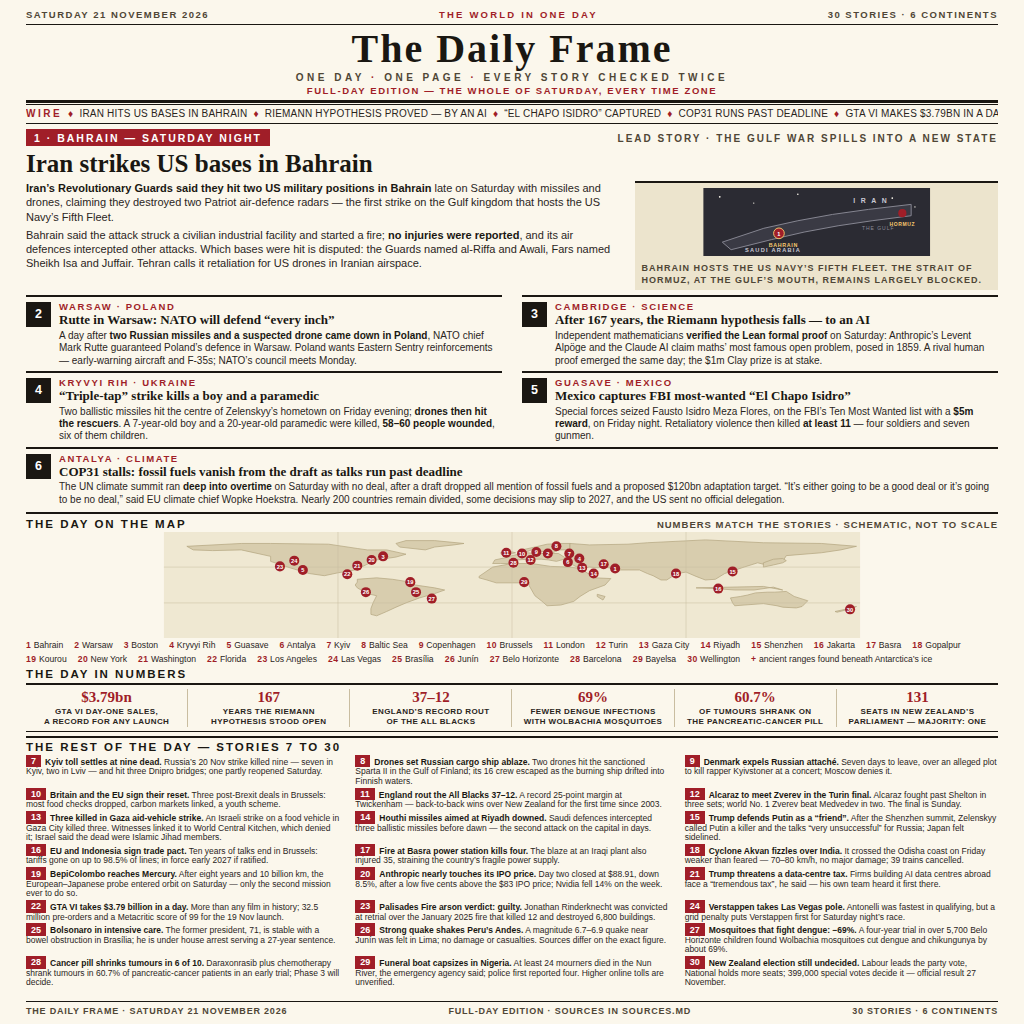 SATURDAY 21 NOVEMBER 2026
THE WORLD IN ONE DAY
30 STORIES · 6 CONTINENTS
The Daily Frame
ONE DAY · ONE PAGE · EVERY STORY CHECKED TWICE
FULL-DAY EDITION — THE WHOLE OF SATURDAY, EVERY TIME ZONE
WIRE ♦ IRAN HITS US BASES IN BAHRAIN ♦ RIEMANN HYPOTHESIS PROVED — BY AN AI ♦ “EL CHAPO ISIDRO” CAPTURED ♦ COP31 RUNS PAST DEADLINE ♦ GTA VI MAKES $3.79BN IN A DA
1 · BAHRAIN — SATURDAY NIGHT
LEAD STORY · THE GULF WAR SPILLS INTO A NEW STATE
Iran strikes US bases in Bahrain
Iran’s Revolutionary Guards said they hit two US military positions in Bahrain late on Saturday with missiles and
drones, claiming they destroyed two Patriot air-defence radars — the first strike on the Gulf kingdom that hosts the US
Navy’s Fifth Fleet.
Bahrain said the attack struck a civilian industrial facility and started a fire; no injuries were reported, and its air
defences intercepted other attacks. Which bases were hit is disputed: the Guards named al-Riffa and Awali, Fars named
Sheikh Isa and Juffair. Tehran calls it retaliation for US drones in Iranian airspace.
IRAN
HORMUZ
THE GULF
1
BAHRAIN
SAUDI ARABIA
BAHRAIN HOSTS THE US NAVY’S FIFTH FLEET. THE STRAIT OF
HORMUZ, AT THE GULF’S MOUTH, REMAINS LARGELY BLOCKED.
2
WARSAW · POLAND
Rutte in Warsaw: NATO will defend “every inch”
A day after two Russian missiles and a suspected drone came down in Poland, NATO chief
Mark Rutte guaranteed Poland’s defence in Warsaw. Poland wants Eastern Sentry reinforcements
— early-warning aircraft and F-35s; NATO’s council meets Monday.
3
CAMBRIDGE · SCIENCE
After 167 years, the Riemann hypothesis falls — to an AI
Independent mathematicians verified the Lean formal proof on Saturday: Anthropic’s Levent
Alpöge and the Claude AI claim maths’ most famous open problem, posed in 1859. A rival human
proof emerged the same day; the $1m Clay prize is at stake.
4
KRYVYI RIH · UKRAINE
“Triple-tap” strike kills a boy and a paramedic
Two ballistic missiles hit the centre of Zelenskyy’s hometown on Friday evening; drones then hit
the rescuers. A 7-year-old boy and a 20-year-old paramedic were killed, 58–60 people wounded,
six of them children.
5
GUASAVE · MEXICO
Mexico captures FBI most-wanted “El Chapo Isidro”
Special forces seized Fausto Isidro Meza Flores, on the FBI’s Ten Most Wanted list with a $5m
reward, on Friday night. Retaliatory violence then killed at least 11 — four soldiers and seven
gunmen.
6
ANTALYA · CLIMATE
COP31 stalls: fossil fuels vanish from the draft as talks run past deadline
The UN climate summit ran deep into overtime on Saturday with no deal, after a draft dropped all mention of fossil fuels and a proposed $120bn adaptation target. “It’s either going to be a good deal or it’s going
to be no deal,” said EU climate chief Wopke Hoekstra. Nearly 200 countries remain divided, some decisions may slip to 2027, and the US sent no official delegation.
THE DAY ON THE MAP
NUMBERS MATCH THE STORIES · SCHEMATIC, NOT TO SCALE
1 Bahrain 2 Warsaw 3 Boston 4 Kryvyi Rih 5 Guasave 6 Antalya 7 Kyiv 8 Baltic Sea 9 Copenhagen 10 Brussels 11 London 12 Turin 13 Gaza City 14 Riyadh 15 Shenzhen 16 Jakarta 17 Basra 18 Gopalpur
19 Kourou 20 New York 21 Washington 22 Florida 23 Los Angeles 24 Las Vegas 25 Brasília 26 Junín 27 Belo Horizonte 28 Barcelona 29 Bayelsa 30 Wellington + ancient ranges found beneath Antarctica's ice
THE DAY IN NUMBERS
$3.79bn
GTA VI DAY-ONE SALES,
A RECORD FOR ANY LAUNCH
167
YEARS THE RIEMANN
HYPOTHESIS STOOD OPEN
37–12
ENGLAND’S RECORD ROUT
OF THE ALL BLACKS
69%
FEWER DENGUE INFECTIONS
WITH WOLBACHIA MOSQUITOES
60.7%
OF TUMOURS SHRANK ON
THE PANCREATIC-CANCER PILL
131
SEATS IN NEW ZEALAND’S
PARLIAMENT — MAJORITY: ONE
THE REST OF THE DAY — STORIES 7 TO 30
7 Kyiv toll settles at nine dead. Russia’s 20 Nov strike killed nine — seven in
Kyiv, two in Lviv — and hit three Dnipro bridges; one partly reopened Saturday.
8 Drones set Russian cargo ship ablaze. Two drones hit the sanctioned
Sparta II in the Gulf of Finland; its 16 crew escaped as the burning ship drifted into
Finnish waters.
9 Denmark expels Russian attaché. Seven days to leave, over an alleged plot
to kill rapper Kyivstoner at a concert; Moscow denies it.
10 Britain and the EU sign their reset. Three post-Brexit deals in Brussels:
most food checks dropped, carbon markets linked, a youth scheme.
11 England rout the All Blacks 37–12. A record 25-point margin at
Twickenham — back-to-back wins over New Zealand for the first time since 2003.
12 Alcaraz to meet Zverev in the Turin final. Alcaraz fought past Shelton in
three sets; world No. 1 Zverev beat Medvedev in two. The final is Sunday.
13 Three killed in Gaza aid-vehicle strike. An Israeli strike on a food vehicle in
Gaza City killed three. Witnesses linked it to World Central Kitchen, which denied
it; Israel said the dead were Islamic Jihad members.
14 Houthi missiles aimed at Riyadh downed. Saudi defences intercepted
three ballistic missiles before dawn — the second attack on the capital in days.
15 Trump defends Putin as a “friend”. After the Shenzhen summit, Zelenskyy
called Putin a killer and the talks “very unsuccessful” for Russia; Japan felt
sidelined.
16 EU and Indonesia sign trade pact. Ten years of talks end in Brussels:
tariffs gone on up to 98.5% of lines; in force early 2027 if ratified.
17 Fire at Basra power station kills four. The blaze at an Iraqi plant also
injured 35, straining the country’s fragile power supply.
18 Cyclone Akvan fizzles over India. It crossed the Odisha coast on Friday
weaker than feared — 70–80 km/h, no major damage; 39 trains cancelled.
19 BepiColombo reaches Mercury. After eight years and 10 billion km, the
European–Japanese probe entered orbit on Saturday — only the second mission
ever to do so.
20 Anthropic nearly touches its IPO price. Day two closed at $88.91, down
8.5%, after a low five cents above the $83 IPO price; Nvidia fell 14% on the week.
21 Trump threatens a data-centre tax. Firms building AI data centres abroad
face a “tremendous tax”, he said — his own team heard it first there.
22 GTA VI takes $3.79 billion in a day. More than any film in history; 32.5
million pre-orders and a Metacritic score of 99 for the 19 Nov launch.
23 Palisades Fire arson verdict: guilty. Jonathan Rinderknecht was convicted
at retrial over the January 2025 fire that killed 12 and destroyed 6,800 buildings.
24 Verstappen takes Las Vegas pole. Antonelli was fastest in qualifying, but a
grid penalty puts Verstappen first for Saturday night’s race.
25 Bolsonaro in intensive care. The former president, 71, is stable with a
bowel obstruction in Brasília; he is under house arrest serving a 27-year sentence.
26 Strong quake shakes Peru’s Andes. A magnitude 6.7–6.9 quake near
Junín was felt in Lima; no damage or casualties. Sources differ on the exact figure.
27 Mosquitoes that fight dengue: –69%. A four-year trial in over 5,700 Belo
Horizonte children found Wolbachia mosquitoes cut dengue and chikungunya by
about 69%.
28 Cancer pill shrinks tumours in 6 of 10. Daraxonrasib plus chemotherapy
shrank tumours in 60.7% of pancreatic-cancer patients in an early trial; Phase 3 will
decide.
29 Funeral boat capsizes in Nigeria. At least 24 mourners died in the Nun
River, the emergency agency said; police first reported four. Higher online tolls are
unverified.
30 New Zealand election still undecided. Labour leads the party vote,
National holds more seats; 399,000 special votes decide it — official result 27
November.
THE DAILY FRAME · SATURDAY 21 NOVEMBER 2026
FULL-DAY EDITION · SOURCES IN SOURCES.MD
30 STORIES · 6 CONTINENTS